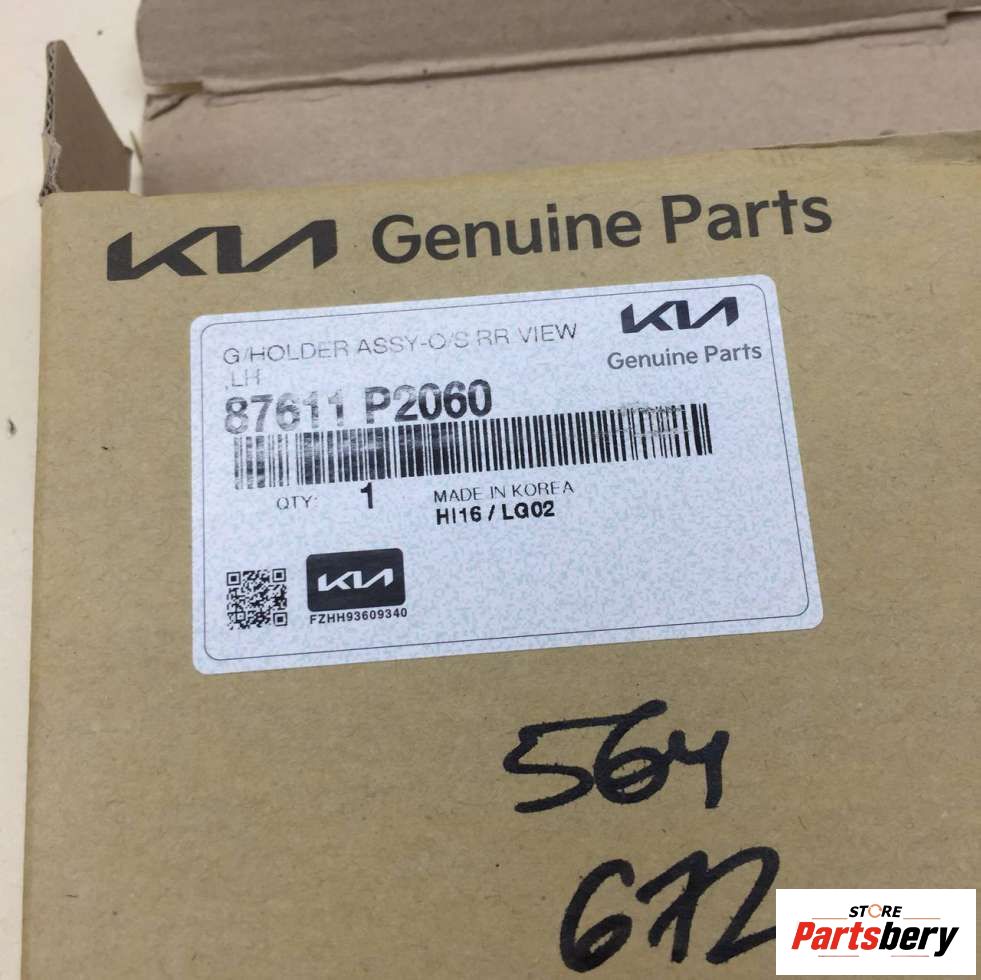 KIA Genuine Parts
G/HOLDER ASSY-O/S RR VIEW
,LH
KIA
Genuine Parts
87611 P2060
QTY: 1
MADE IN KOREA
HI16 / LG02
KIA
FZHH93609340
564
672
STORE
Partsbery